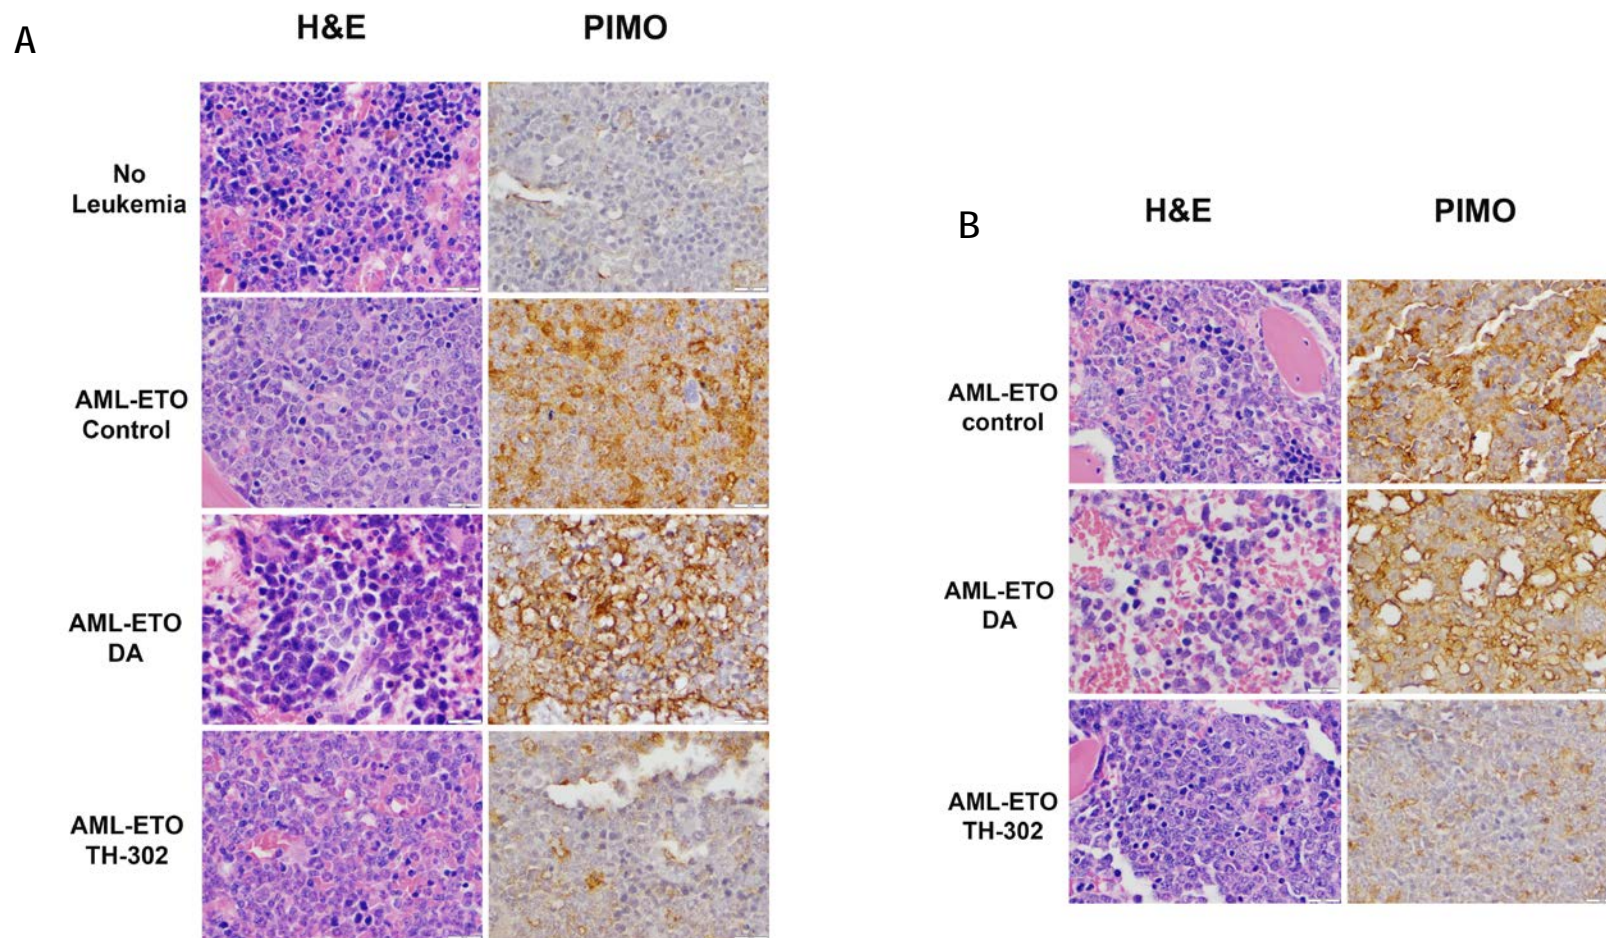 A
H&E
PIMO
No
Leukemia
AML-ETO
Control
AML-ETO
DA
AML-ETO
TH-302
B
H&E
PIMO
AML-ETO
control
AML-ETO
DA
AML-ETO
TH-302